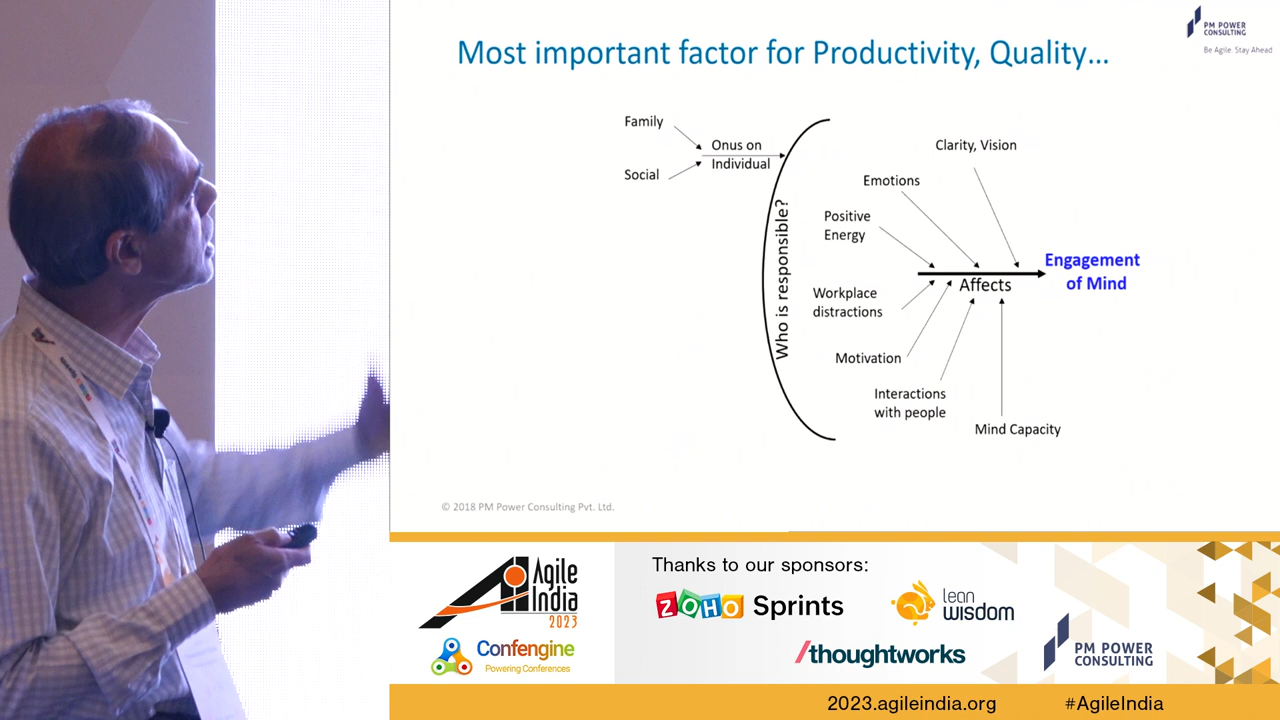 PM POWER
CONSULTING
Be Agile. Stay Ahead
Most important factor for Productivity, Quality...
Family
Social
Onus on
Individual
Who is responsible?
Clarity, Vision
Emotions
Positive
Energy
Workplace
distractions
Motivation
Interactions
with people
Mind Capacity
Affects
Engagement
of Mind
© 2018 PM Power Consulting Pvt. Ltd.
Agile
India
2023
Confengine
Powering Conferences
Thanks to our sponsors:
ZOHO Sprints
lean
wisdom
/thoughtworks
PM POWER
CONSULTING
2023.agileindia.org
#AgileIndia